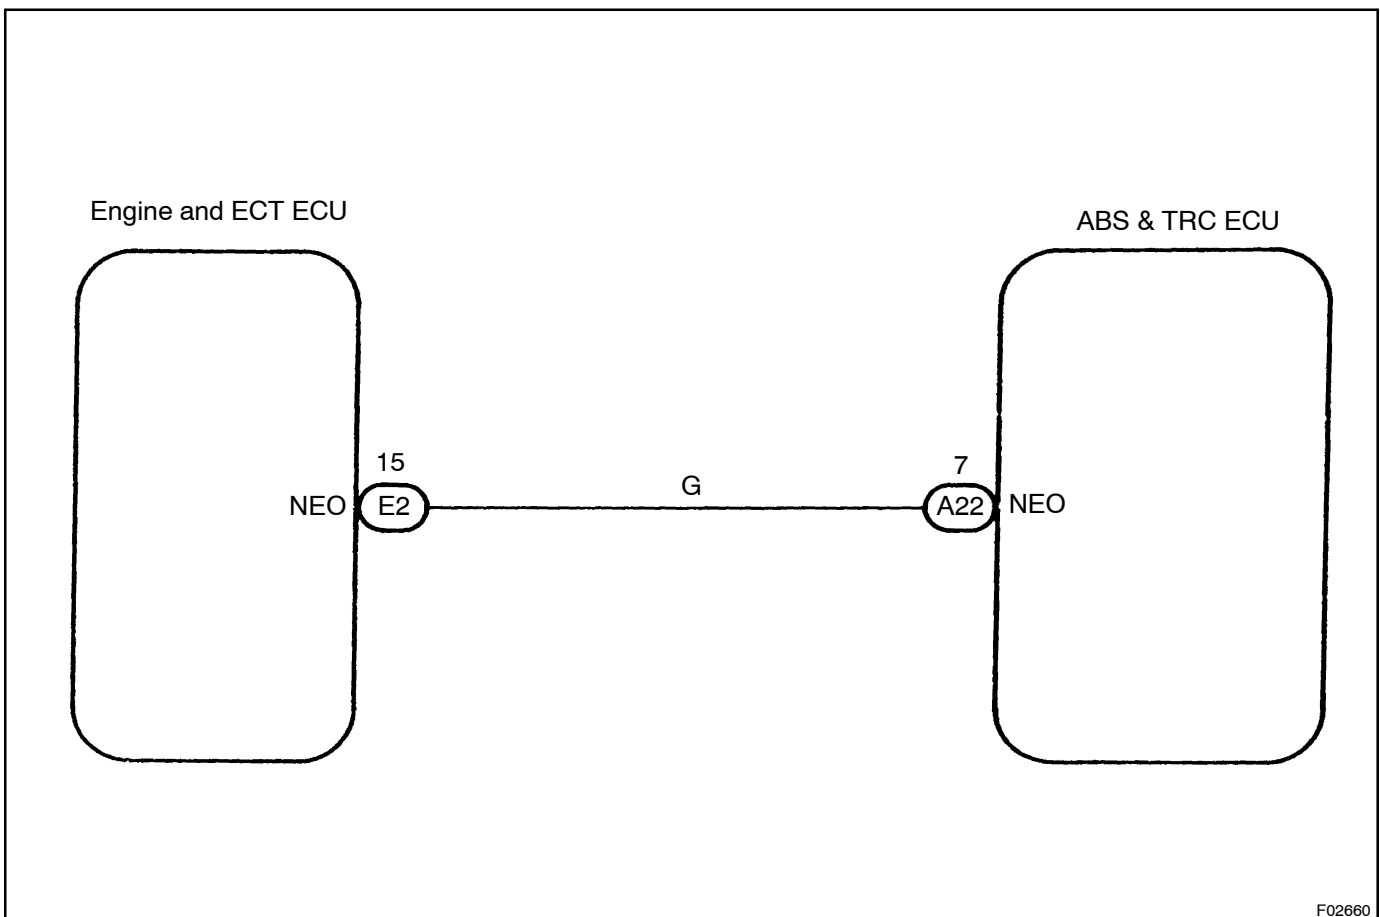 Engine and ECT ECU
ABS & TRC ECU
15
7
G
NEO
E2
A22
NEO
F02660